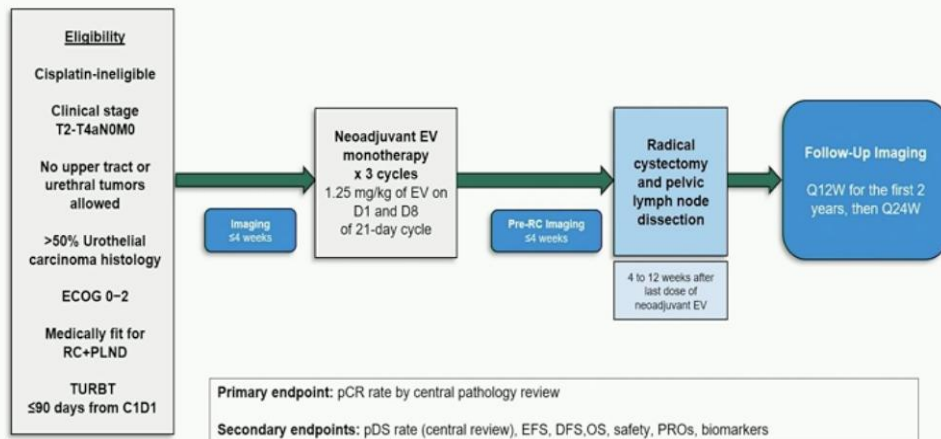 Eligibility
Cisplatin-ineligible
Clinical stage
T2-T4aN0M0
No upper tract or
urethral tumors
allowed
>50% Urothelial
carcinoma histology
ECOG 0−2
Medically fit for
RC+PLND
TURBT
≤90 days from C1D1
Imaging
≤4 weeks
Neoadjuvant EV
monotherapy
x 3 cycles
1.25 mg/kg of EV on
D1 and D8
of 21-day cycle
Pre-RC Imaging
≤4 weeks
Radical
cystectomy
and pelvic
lymph node
dissection
4 to 12 weeks after
last dose of
neoadjuvant EV
Follow-Up Imaging
Q12W for the first 2
years, then Q24W
Primary endpoint: pCR rate by central pathology review
Secondary endpoints: pDS rate (central review), EFS, DFS,OS, safety, PROs, biomarkers